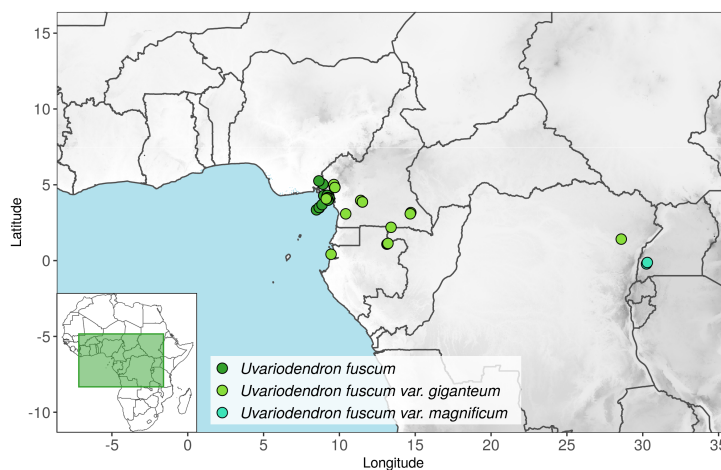 15
10
5
0
-5
-10
Latitude
Uvariodendron fuscum
Uvariodendron fuscum var. giganteum
Uvariodendron fuscum var. magnificum
-5 0 5 10 15 20 25 30 35
Longitude